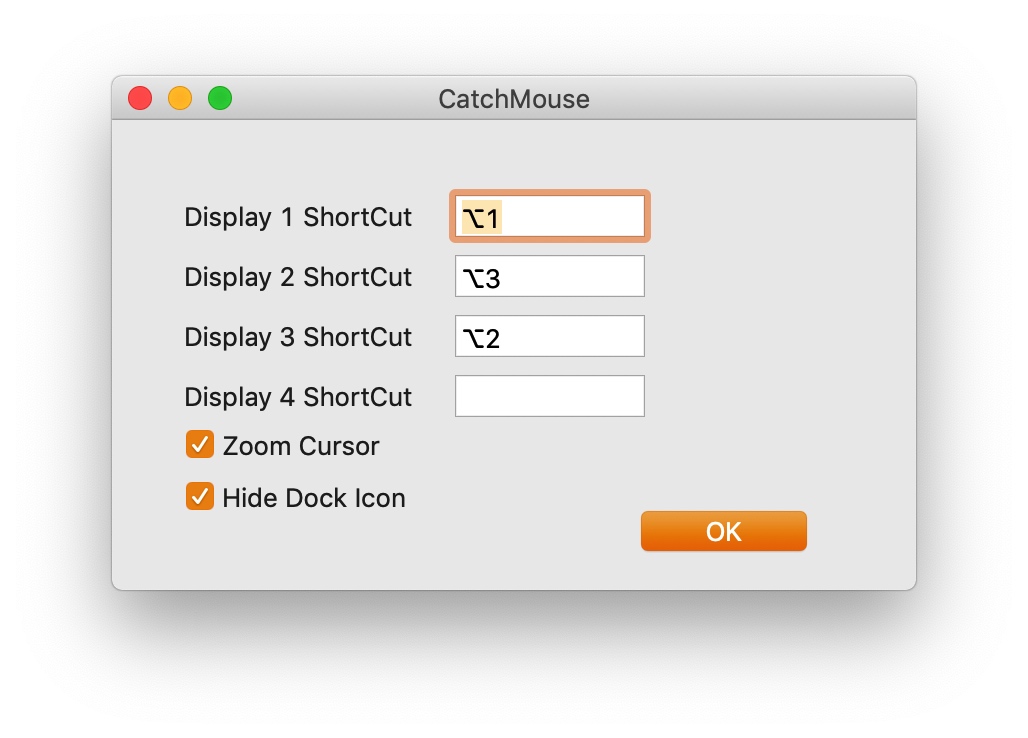 CatchMouse
Display 1 ShortCut ⌥1
Display 2 ShortCut ⌥3
Display 3 ShortCut ⌥2
Display 4 ShortCut
Zoom Cursor
Hide Dock Icon
OK